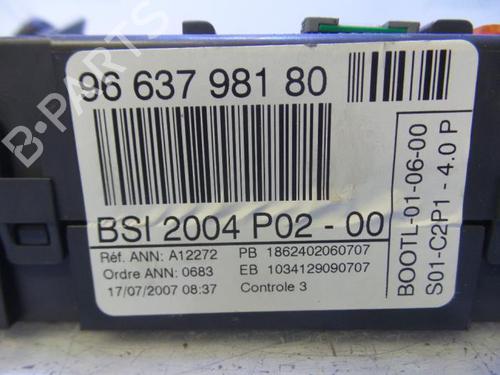 96 637 981 80
BSI 2004 P02 - 00
Réf. ANN: A12272 PB 1862402060707
Ordre ANN: 0683 EB 1034129090707
17/07/2007 08:37 Controle 3
BOOTL-01-06-00
S01-C2P1 - 4.0 P